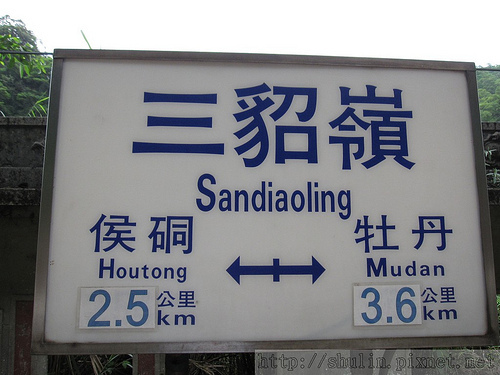 三貂嶺
Sandiaoling
侯硐 牡丹
Houtong Mudan
2.5公里 km 3.6公里 km
http://shulin.pixnet.net